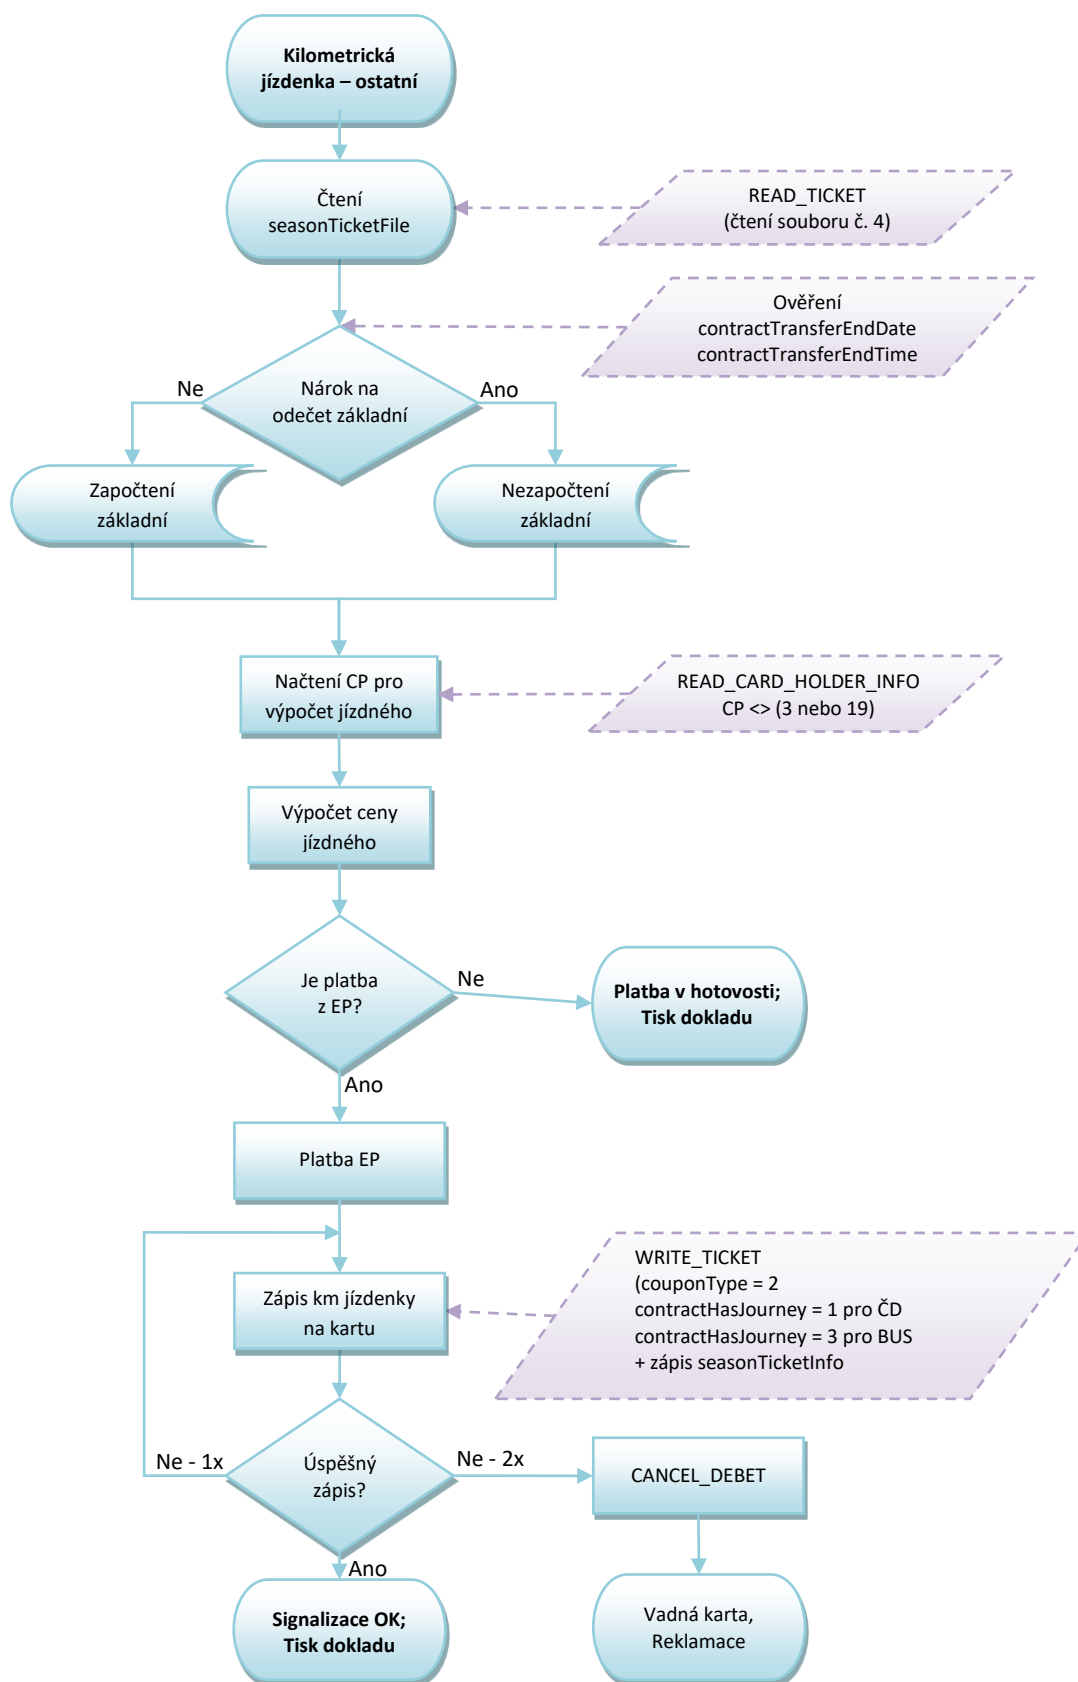 Kilometrická
jízdenka – ostatní
Čtení
seasonTicketFile
READ_TICKET
(čtení souboru č. 4)
Ověření
contractTransferEndDate
contractTransferEndTime
Ne
Nárok na
odečet základní
Ano
Započtení
základní
Nezapočtení
základní
Načtení CP pro
výpočet jízdného
READ_CARD_HOLDER_INFO
CP <> (3 nebo 19)
Výpočet ceny
jízdného
Je platba
z EP?
Ne
Platba v hotovosti;
Tisk dokladu
Ano
Platba EP
Zápis km jízdenky
na kartu
WRITE_TICKET
(couponType = 2
contractHasJourney = 1 pro ČD
contractHasJourney = 3 pro BUS
+ zápis seasonTicketInfo
Ne - 1x
Úspěšný
zápis?
Ne - 2x
CANCEL_DEBET
Ano
Signalizace OK;
Tisk dokladu
Vadná karta,
Reklamace